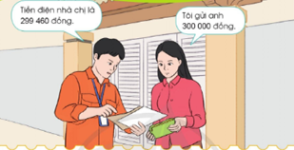 Tiền điện nhà chị là
299 460 đồng.
Tôi gửi anh
300 000 đồng.